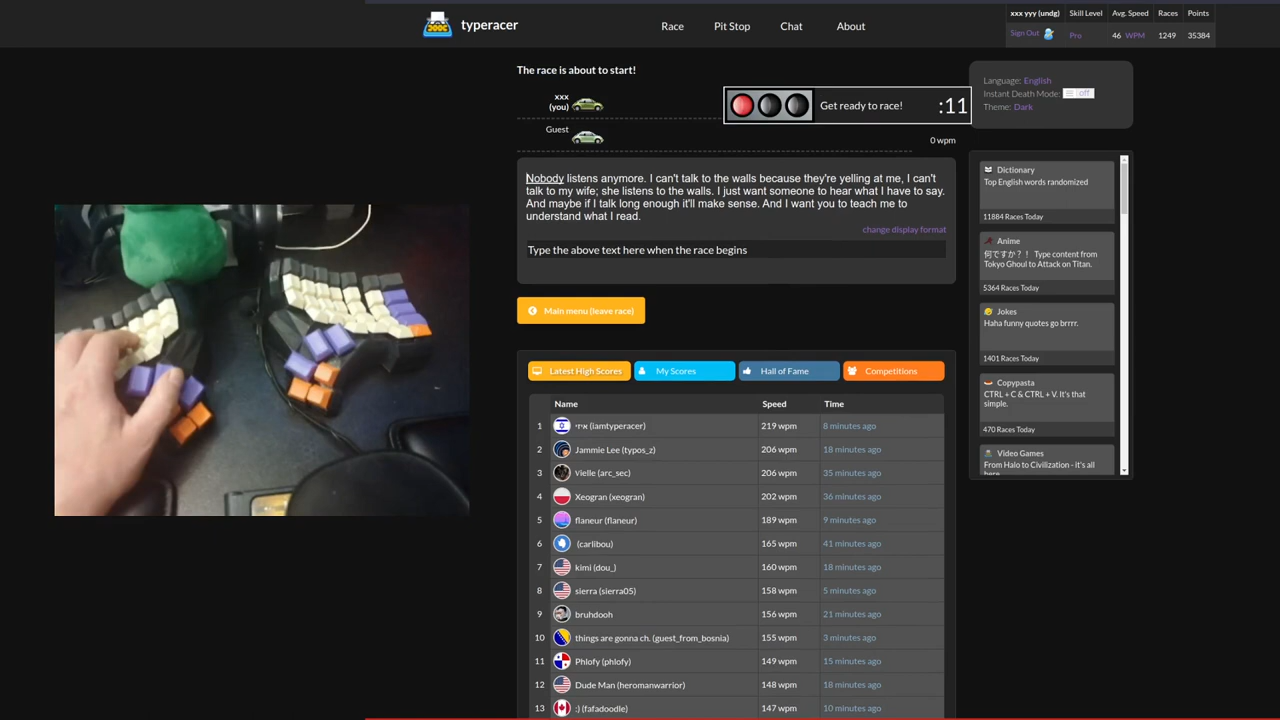 typeracer
Race
Pit Stop
Chat
About
xxx yyy (undg)
Skill Level
Avg. Speed
Races
Points
Sign Out
Pro
46 WPM
1249
35384
The race is about to start!
xxx
(you)
Guest
Get ready to race!
:11
0 wpm
Language: English
Instant Death Mode: off
Theme: Dark
Nobody listens anymore. I can't talk to the walls because they're yelling at me, I can't
talk to my wife; she listens to the walls. I just want someone to hear what I have to say.
And maybe if I talk long enough it'll make sense. And I want you to teach me to
understand what I read.
change display format
Type the above text here when the race begins
Main menu (leave race)
Dictionary
Top English words randomized
11884 Races Today
Anime
何ですか？！ Type content from
Tokyo Ghoul to Attack on Titan.
5364 Races Today
Jokes
Haha funny quotes go brrrr.
1401 Races Today
Copypasta
CTRL + C & CTRL + V. It's that
simple.
470 Races Today
Video Games
From Halo to Civilization - it's all
here
Latest High Scores
My Scores
Hall of Fame
Competitions
Name Speed Time
1 איזי (iamtyperacer) 219 wpm 8 minutes ago
2 Jammie Lee (typos_z) 206 wpm 18 minutes ago
3 Vielle (arc_sec) 206 wpm 35 minutes ago
4 Xeogran (xeogran) 202 wpm 36 minutes ago
5 flaneur (flaneur) 189 wpm 9 minutes ago
6 (carlibou) 165 wpm 41 minutes ago
7 kimi (dou_) 160 wpm 18 minutes ago
8 sierra (sierra05) 158 wpm 5 minutes ago
9 bruhdooh 156 wpm 21 minutes ago
10 things are gonna ch. (guest_from_bosnia) 155 wpm 3 minutes ago
11 Phlofy (phlofy) 149 wpm 15 minutes ago
12 Dude Man (heromanwarrior) 148 wpm 18 minutes ago
13 :) (fafadoodle) 147 wpm 10 minutes ago